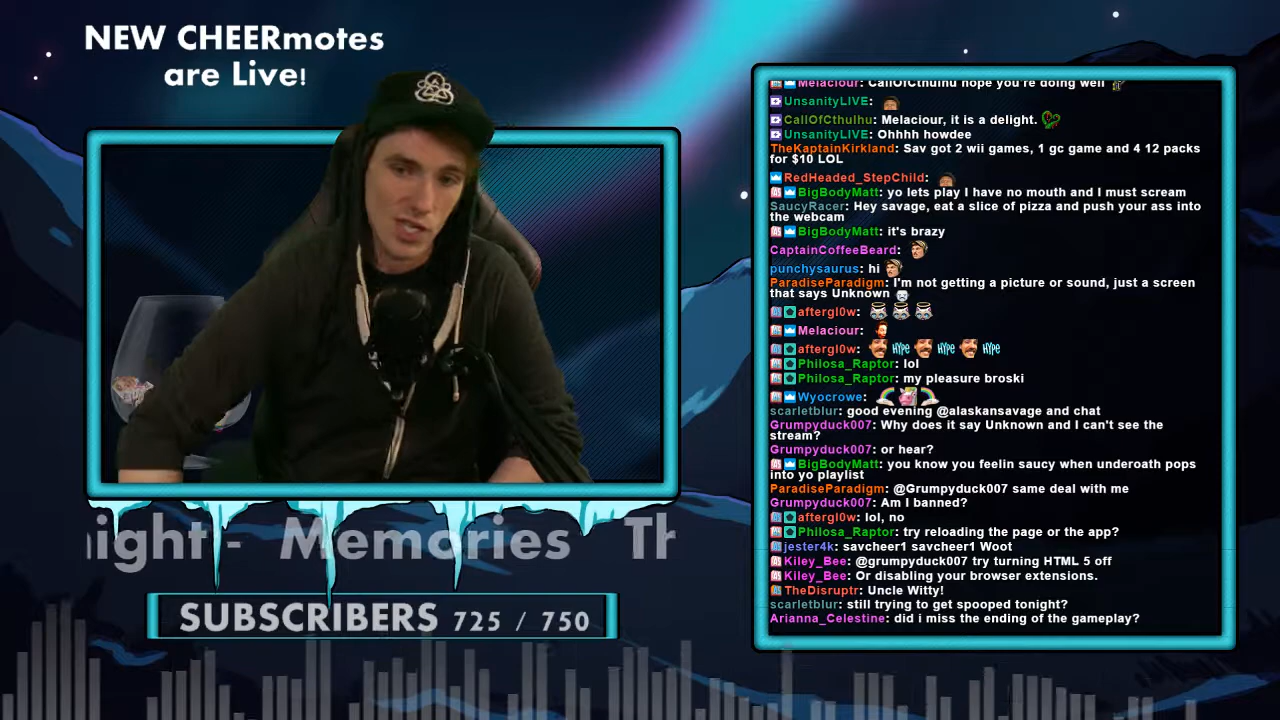 NEW CHEERmotes
are Live!
ight - Memories Th
SUBSCRIBERS 725 / 750
Melaciour: CallOfCthulhu hope you're doing well
UnsanityLIVE:
CallOfCthulhu: Melaciour, it is a delight.
UnsanityLIVE: Ohhhh howdee
TheKaptainKirkland: Sav got 2 wii games, 1 gc game and 4 12 packs
for $10 LOL
RedHeaded_StepChild:
BigBodyMatt: yo lets play I have no mouth and I must scream
SaucyRacer: Hey savage, eat a slice of pizza and push your ass into
the webcam
BigBodyMatt: it's brazy
CaptainCoffeeBeard:
punchysaurus: hi
ParadiseParadigm: I'm not getting a picture or sound, just a screen
that says Unknown
aftergl0w:
Melaciour:
aftergl0w: HYPE HYPE HYPE
Philosa_Raptor: lol
Philosa_Raptor: my pleasure broski
Wyocrowe:
scarletblur: good evening @alaskansavage and chat
Grumpyduck007: Why does it say Unknown and I can't see the
stream?
Grumpyduck007: or hear?
BigBodyMatt: you know you feelin saucy when underoath pops
into yo playlist
ParadiseParadigm: @Grumpyduck007 same deal with me
Grumpyduck007: Am I banned?
aftergl0w: lol, no
Philosa_Raptor: try reloading the page or the app?
jester4k: savcheer1 savcheer1 Woot
Kiley_Bee: @grumpyduck007 try turning HTML 5 off
Kiley_Bee: Or disabling your browser extensions.
TheDisruptr: Uncle Witty!
scarletblur: still trying to get spooped tonight?
Arianna_Celestine: did i miss the ending of the gameplay?